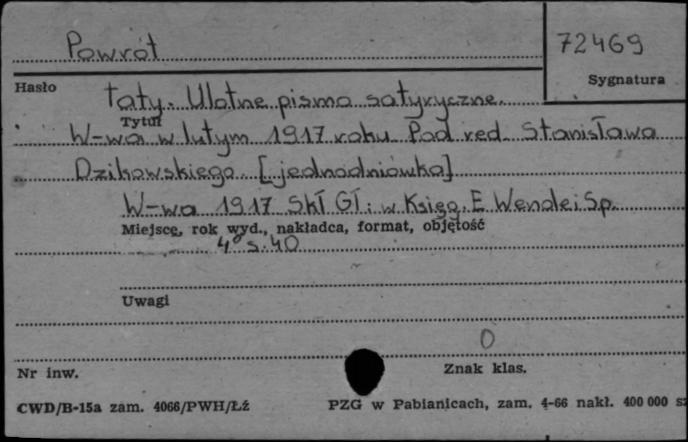 Powrót
72469
Hasło
Sygnatura
Taty. Ulotne pismo satyryczne.
Tytuł
W-wa w lutym 1917 roku Pod red. Stanisława
Dzikowskiego [jednodniówka]
W-wa 1917 Skł Gł: w Księg. E. Wende i Sp.
Miejsce, rok wyd., nakładca, format, objętość
4° s. 40
Uwagi
0
Nr inw.
Znak klas.
CWD/B-15a zam. 4066/PWH/Łź
PZG w Pabianicach, zam. 4-66 nakł. 400 000 sz